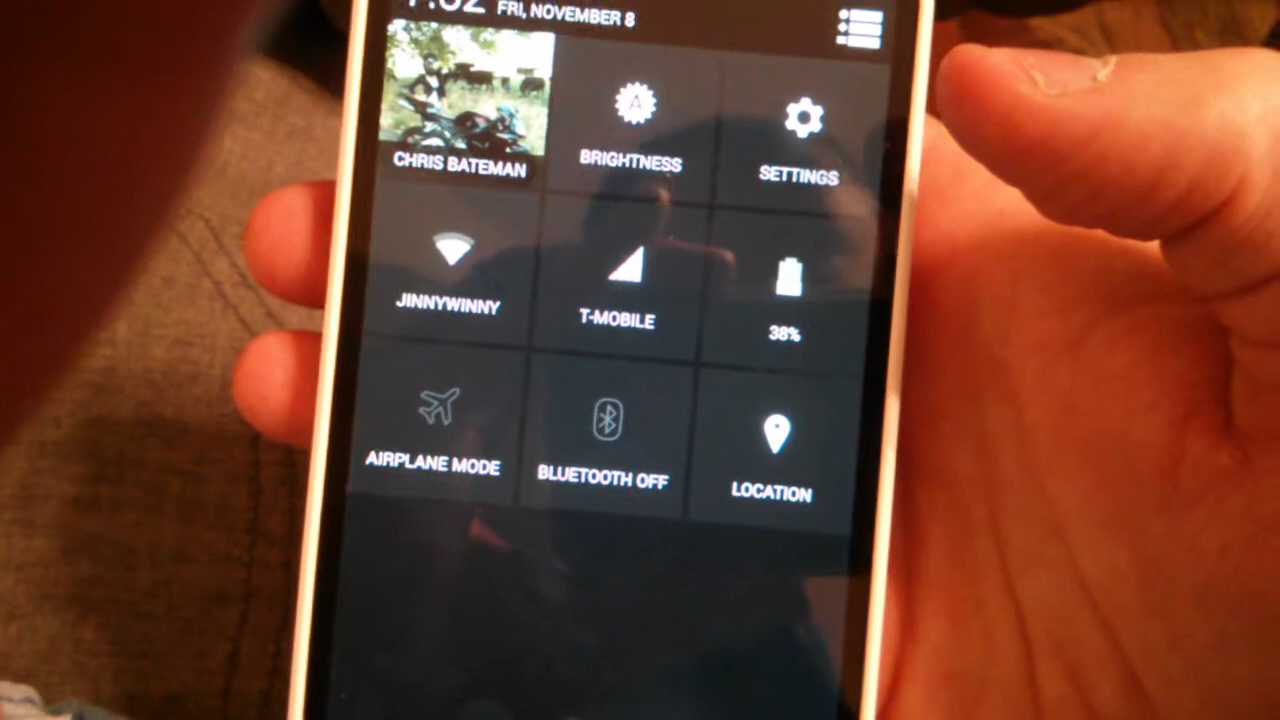 FRI, NOVEMBER 8
CHRIS BATEMAN
BRIGHTNESS
SETTINGS
JINNYWINNY
T-MOBILE
38%
AIRPLANE MODE
BLUETOOTH OFF
LOCATION